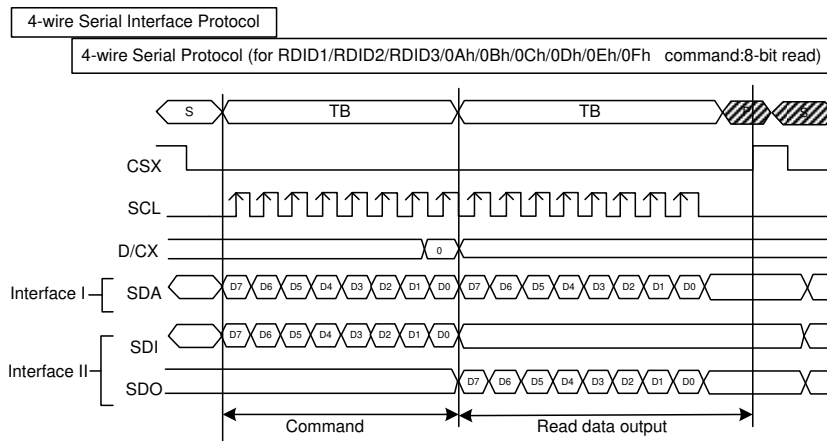 4-wire Serial Interface Protocol
4-wire Serial Protocol (for RDID1/RDID2/RDID3/0Ah/0Bh/0Ch/0Dh/0Eh/0Fh command:8-bit read)
S TB TB P S
CSX
SCL
D/CX 0
Interface I SDA D7 D6 D5 D4 D3 D2 D1 D0 D7 D6 D5 D4 D3 D2 D1 D0
SDI D7 D6 D5 D4 D3 D2 D1 D0
Interface II
SDO D7 D6 D5 D4 D3 D2 D1 D0
Command Read data output